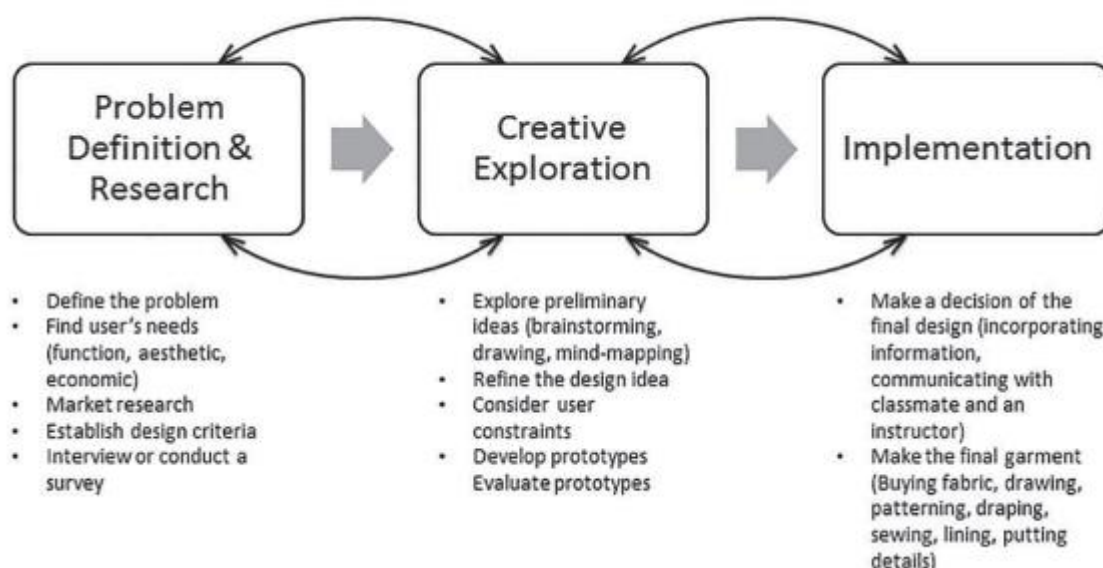 Problem
Definition &
Research
Creative
Exploration
Implementation
• Define the problem
• Find user's needs
(function, aesthetic,
economic)
• Market research
• Establish design criteria
• Interview or conduct a
survey
• Explore preliminary
ideas (brainstorming,
drawing, mind-mapping)
• Refine the design idea
• Consider user
constraints
• Develop prototypes
Evaluate prototypes
• Make a decision of the
final design (incorporating
information,
communicating with
classmate and an
instructor)
• Make the final garment
(Buying fabric, drawing,
patterning, draping,
sewing, lining, putting
details)